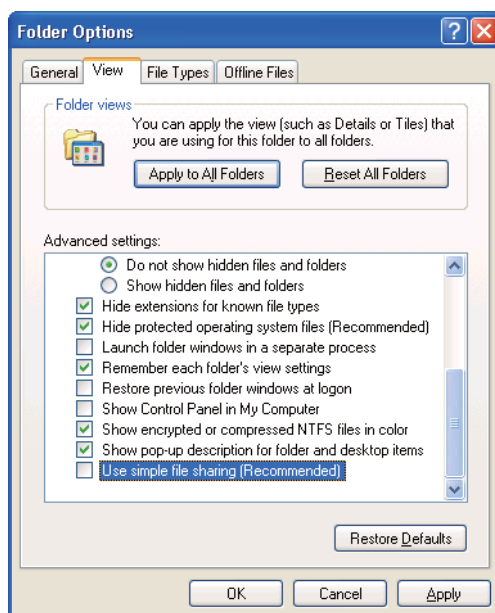 Folder Options
General View File Types Offline Files
Folder views
You can apply the view (such as Details or Tiles) that
you are using for this folder to all folders.
Apply to All Folders Reset All Folders
Advanced settings:
Do not show hidden files and folders
Show hidden files and folders
Hide extensions for known file types
Hide protected operating system files (Recommended)
Launch folder windows in a separate process
Remember each folder's view settings
Restore previous folder windows at logon
Show Control Panel in My Computer
Show encrypted or compressed NTFS files in color
Show pop-up description for folder and desktop items
Use simple file sharing (Recommended)
Restore Defaults
OK Cancel Apply